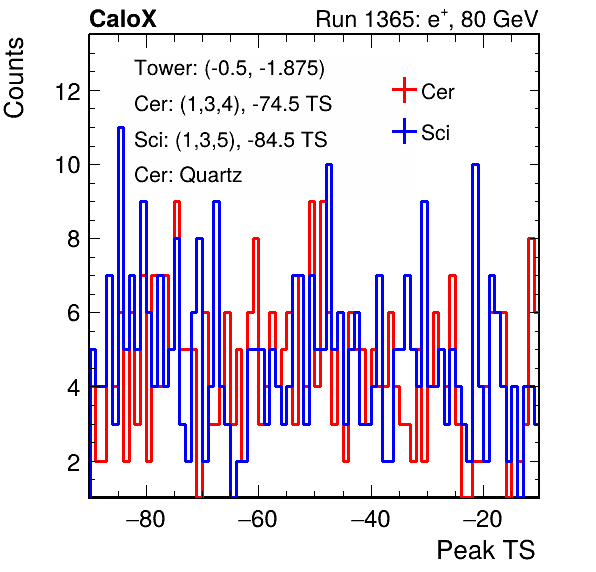 CaloX Run 1365: e⁺, 80 GeV
Counts
Tower: (-0.5, -1.875)
Cer: (1,3,4), -74.5 TS
Sci: (1,3,5), -84.5 TS
Cer: Quartz
Cer
Sci
12
10
8
6
4
2
−80 −60 −40 −20
Peak TS